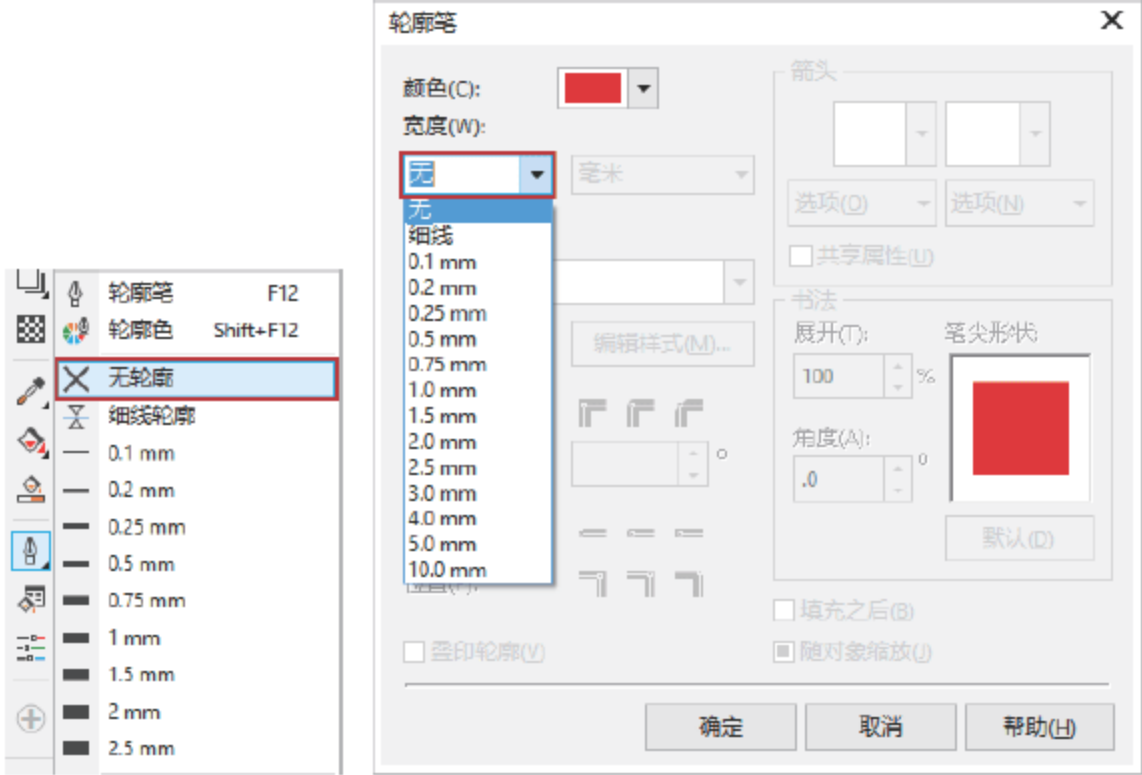 轮廓笔 F12
轮廓色 Shift+F12
无轮廓
细线轮廓
0.1 mm
0.2 mm
0.25 mm
0.5 mm
0.75 mm
1 mm
1.5 mm
2 mm
2.5 mm
轮廓笔
颜色(C):
宽度(W):
无 毫米
无
细线
0.1 mm
0.2 mm
0.25 mm
0.5 mm
0.75 mm
1.0 mm
1.5 mm
2.0 mm
2.5 mm
3.0 mm
4.0 mm
5.0 mm
10.0 mm
编辑样式(M)...
°
叠印轮廓(V)
箭头
选项(O) 选项(N)
共享属性(U)
书法
展开(T): 笔尖形状:
100 %
角度(A):
.0 °
默认(D)
填充之后(B)
随对象缩放(J)
确定 取消 帮助(H)